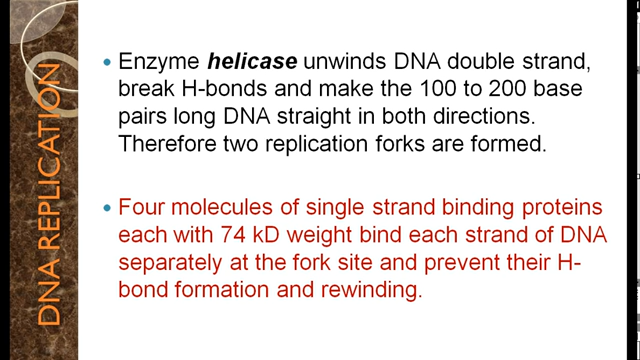 DNA REPLICATION
Enzyme helicase unwinds DNA double strand,
break H-bonds and make the 100 to 200 base
pairs long DNA straight in both directions.
Therefore two replication forks are formed.
Four molecules of single strand binding proteins
each with 74 kD weight bind each strand of DNA
separately at the fork site and prevent their H-
bond formation and rewinding.